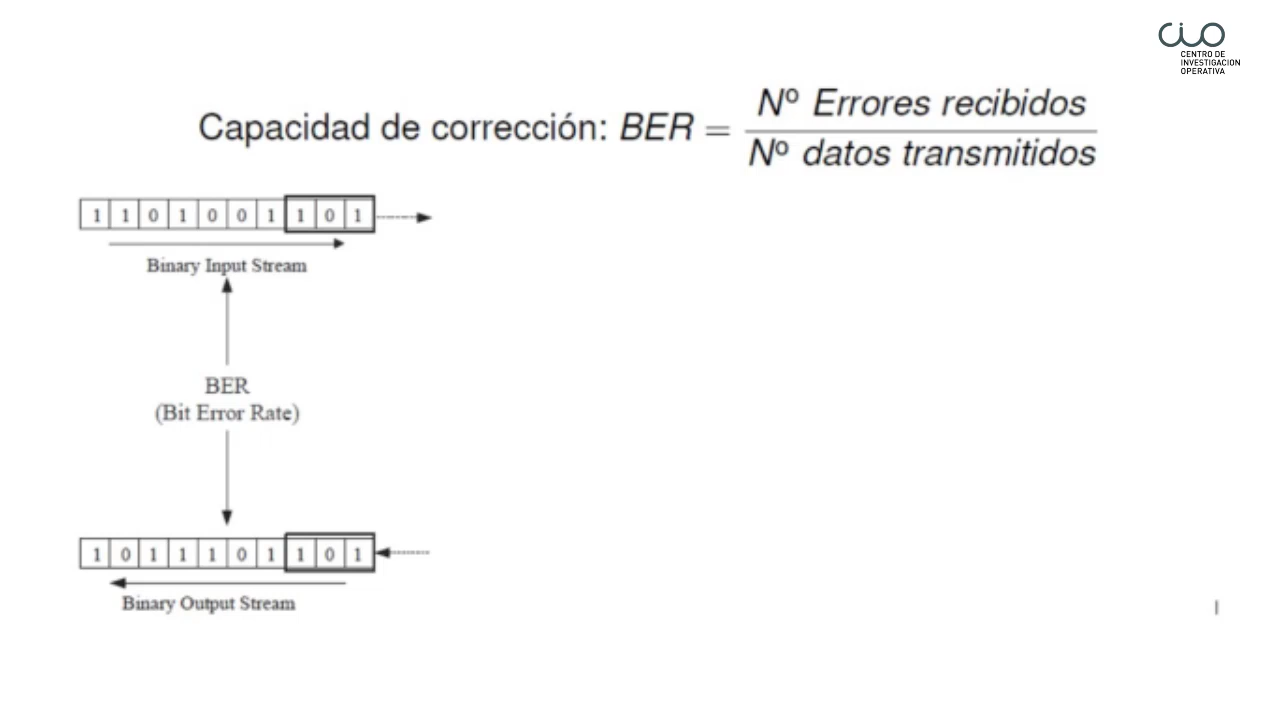 CIO
CENTRO DE
INVESTIGACION
OPERATIVA
Capacidad de corrección: BER = Nº Errores recibidos / Nº datos transmitidos
1 1 0 1 0 0 1 1 0 1
Binary Input Stream
BER
(Bit Error Rate)
1 0 1 1 1 0 1 1 0 1
Binary Output Stream